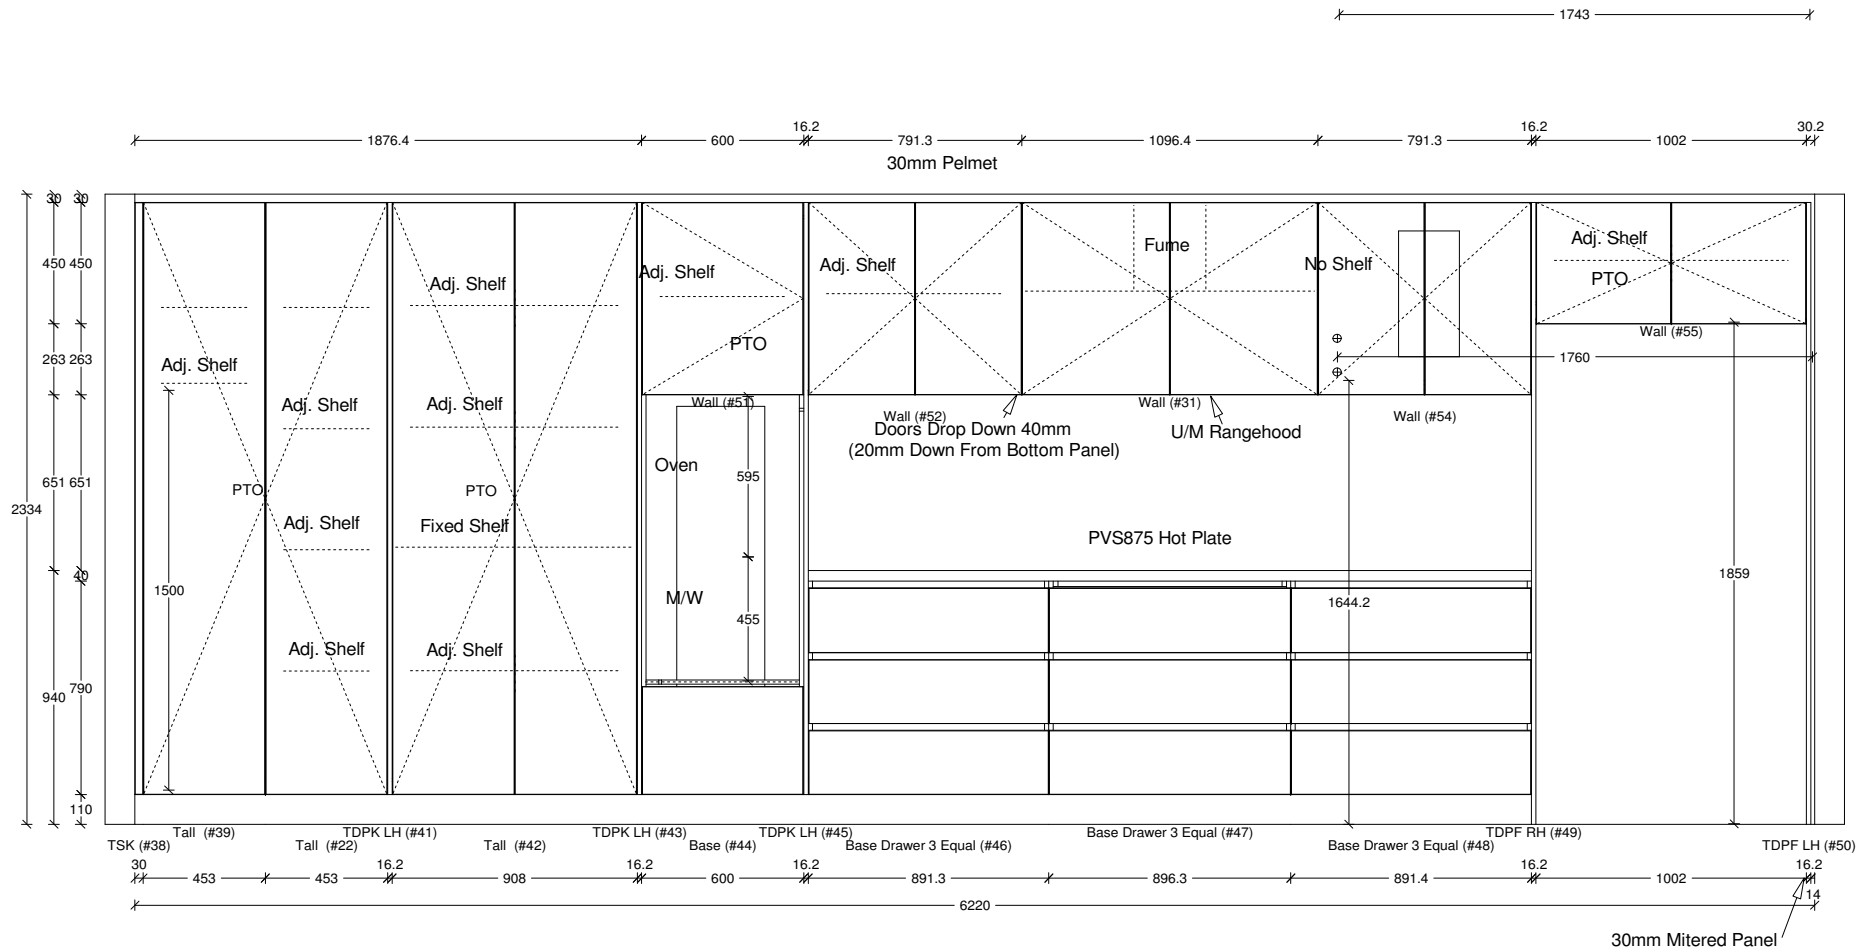 1743
16.2 16.2 30.2
1876.4 600 791.3 1096.4 791.3 1002
30mm Pelmet
30 30
Fume
Adj. Shelf
450 450 Adj. Shelf Adj. Shelf No Shelf
Adj. Shelf PTO
Wall (#55)
PTO
263 263 Adj. Shelf 1760
Adj. Shelf Adj. Shelf Wall (#51) Wall (#31)
Wall (#52) Wall (#54)
Doors Drop Down 40mm U/M Rangehood
(20mm Down From Bottom Panel)
Oven
651 651 PTO PTO 595
2334
Adj. Shelf Fixed Shelf
PVS875 Hot Plate
40 1859
1500 M/W 1644.2
455
Adj. Shelf Adj. Shelf
940 790
110
Tall (#39) TDPK LH (#41) TDPK LH (#43) TDPK LH (#45) Base Drawer 3 Equal (#47) TDPF RH (#49)
TSK (#38) Tall (#22) Tall (#42) Base (#44) Base Drawer 3 Equal (#46) Base Drawer 3 Equal (#48) TDPF LH (#50)
30 16.2 16.2 16.2 16.2 16.2
453 453 908 600 891.3 896.3 891.4 1002
14
6220
30mm Mitered Panel